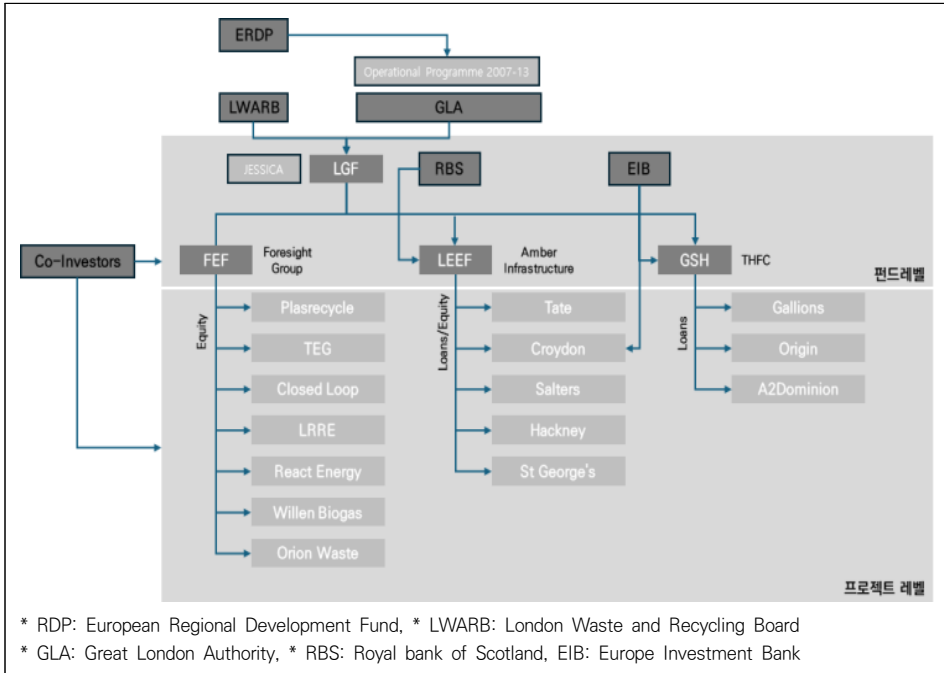 ERDP
Operational Programme 2007-13
LWARB
GLA
JESSICA
LGF
RBS
EIB
Co-Investors
FEF
Foresight
Group
LEEF
Amber
Infrastructure
GSH
THFC
펀드레벨
Equity
Plasrecycle
TEG
Closed Loop
LRRE
React Energy
Willen Biogas
Orion Waste
Loans/Equity
Tate
Croydon
Salters
Hackney
St George's
Loans
Gallions
Origin
A2Dominion
프로젝트 레벨
* RDP: European Regional Development Fund, * LWARB: London Waste and Recycling Board
* GLA: Great London Authority, * RBS: Royal bank of Scotland, EIB: Europe Investment Bank